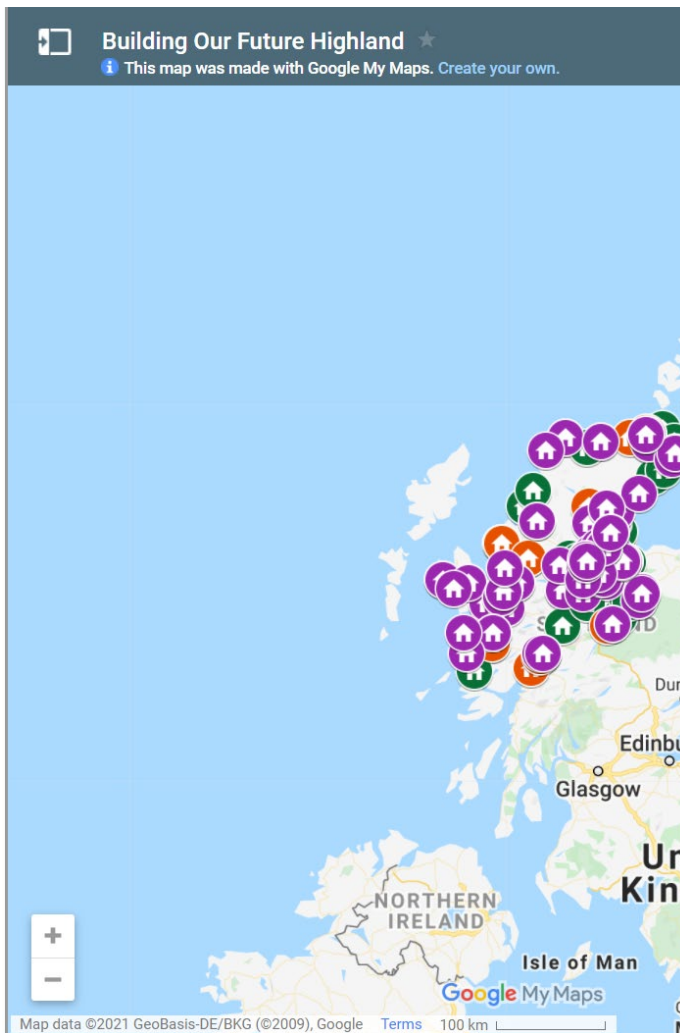 Building Our Future Highland
This map was made with Google My Maps. Create your own.
Edinbu
Glasgow
Un
Kin
NORTHERN
IRELAND
Isle of Man
Google My Maps
Map data ©2021 GeoBasis-DE/BKG (©2009), Google Terms 100 km